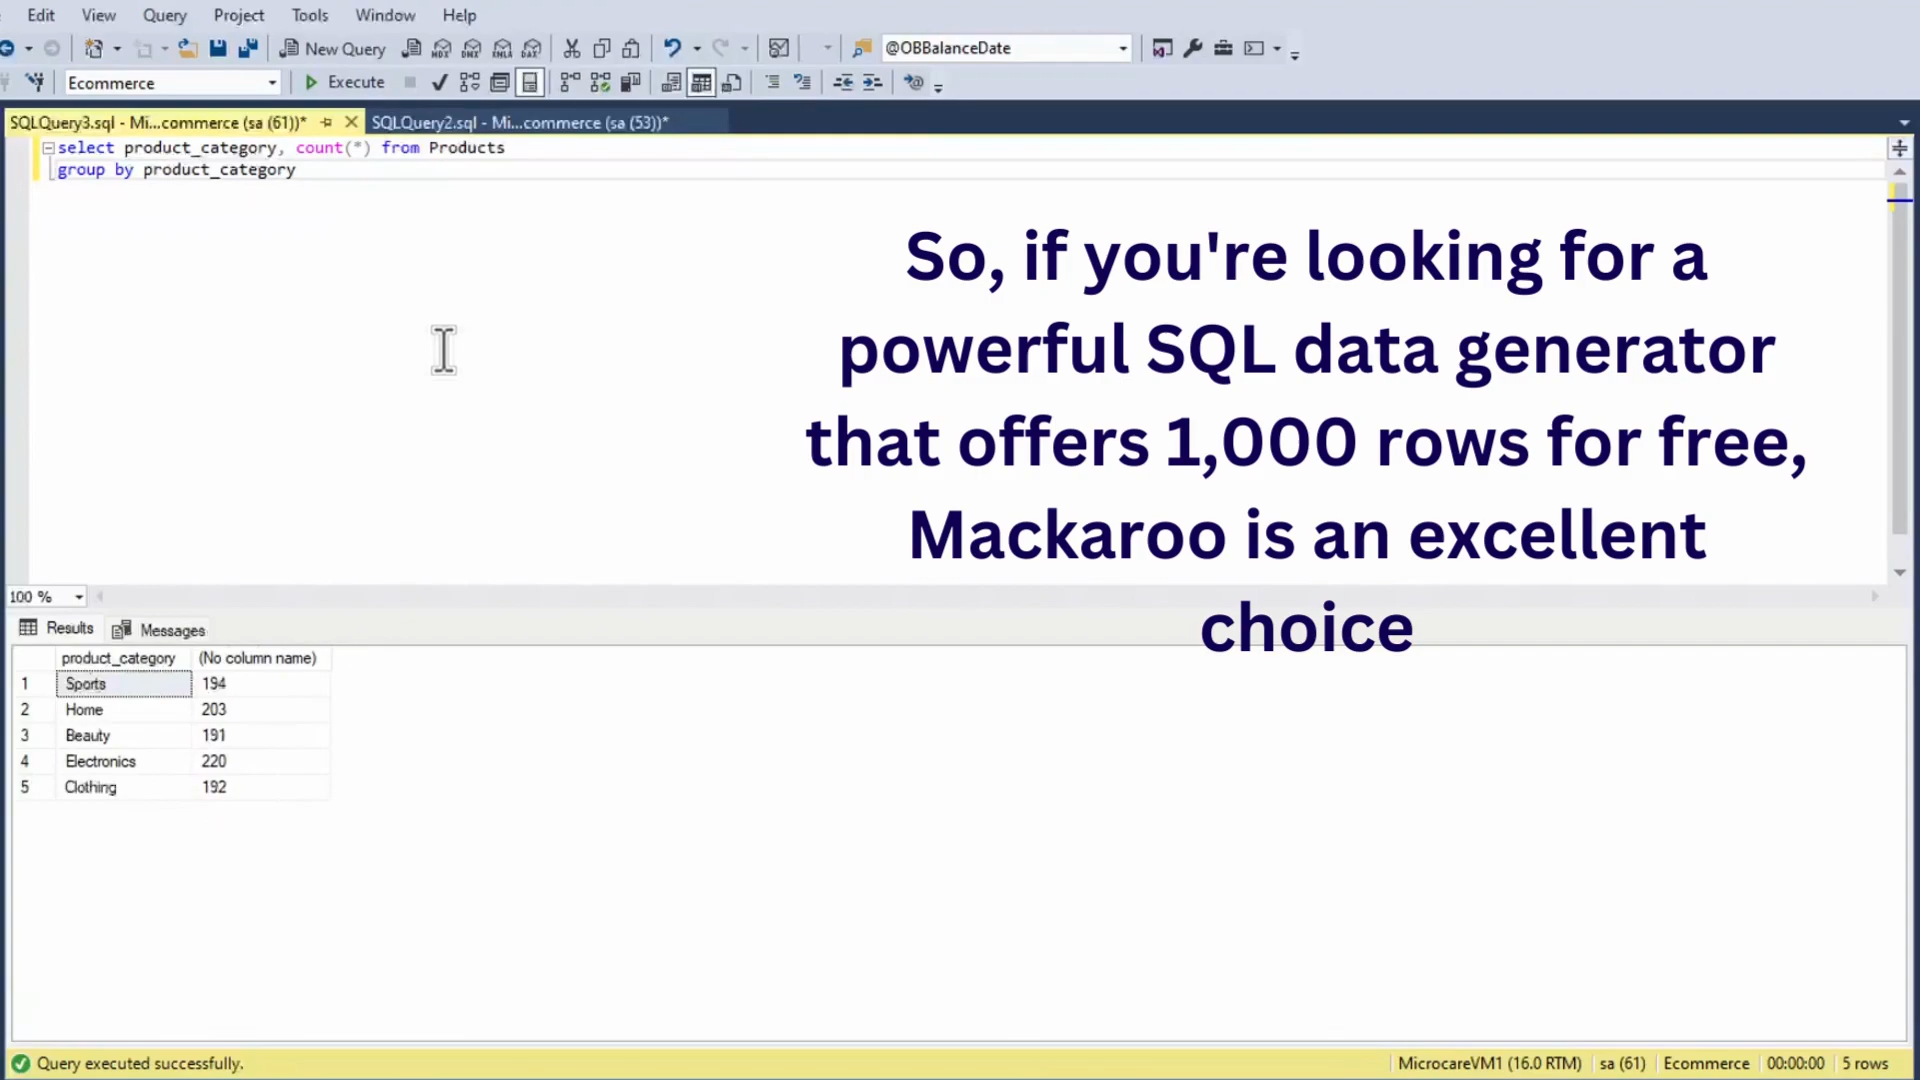 Edit View Query Project Tools Window Help
New Query @OBBalanceDate
Ecommerce Execute
SQLQuery3.sql - Mi...commerce (sa (61))* SQLQuery2.sql - Mi...commerce (sa (53))*
select product_category, count(*) from Products
group by product_category
So, if you're looking for a
powerful SQL data generator
that offers 1,000 rows for free,
Mackaroo is an excellent
choice
100 %
Results Messages
product_category (No column name)
1 Sports 194
2 Home 203
3 Beauty 191
4 Electronics 220
5 Clothing 192
Query executed successfully. MicrocareVM1 (16.0 RTM) sa (61) Ecommerce 00:00:00 5 rows